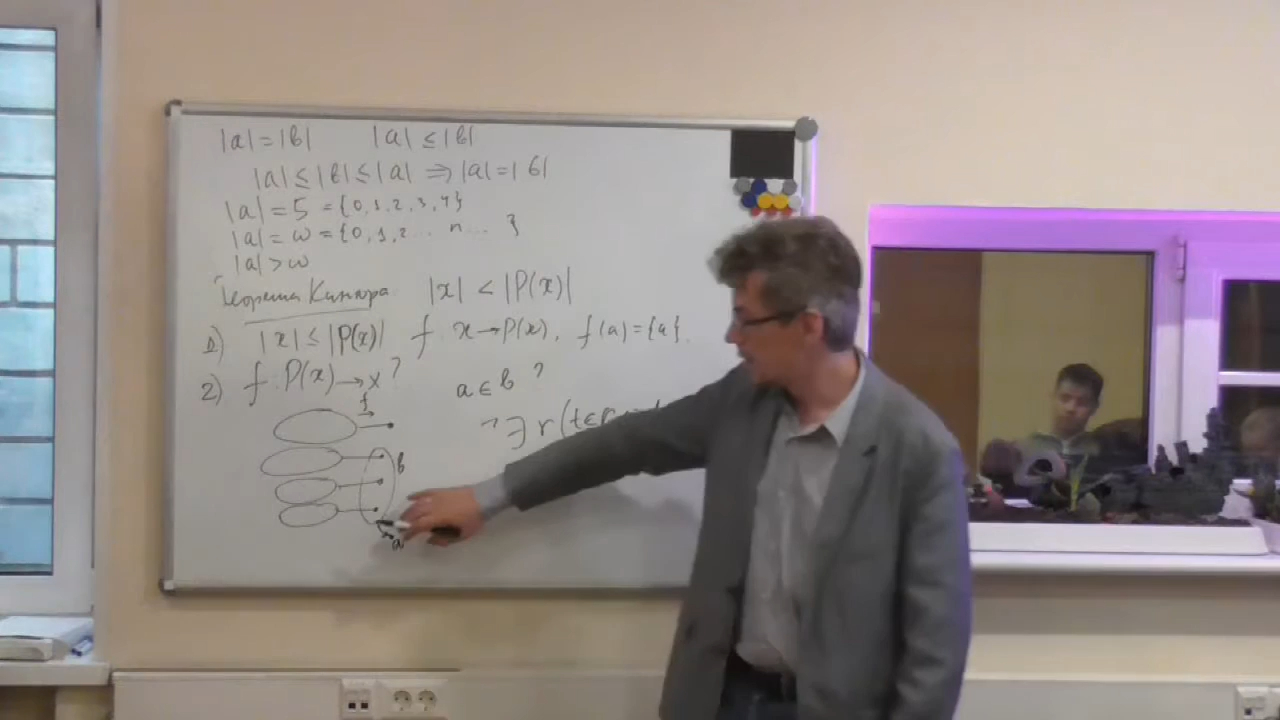 |a|=|b| |a| ≤ |b|
|a| ≤ |b| ≤ |a| ⇒ |a|=|б|
|a| = 5 = {0, 1, 2, 3, 4}
|a| = ω = {0, 1, 2 ... n ... }
|a| > ω
Теорема Кантора |x| < |P(x)|
1) |x| ≤ |P(x)| f : x → P(x), f(a) = {a}.
2) f : P(x) → x ? a ∈ b ?
f
¬∃ r (t ∈ r
b
a